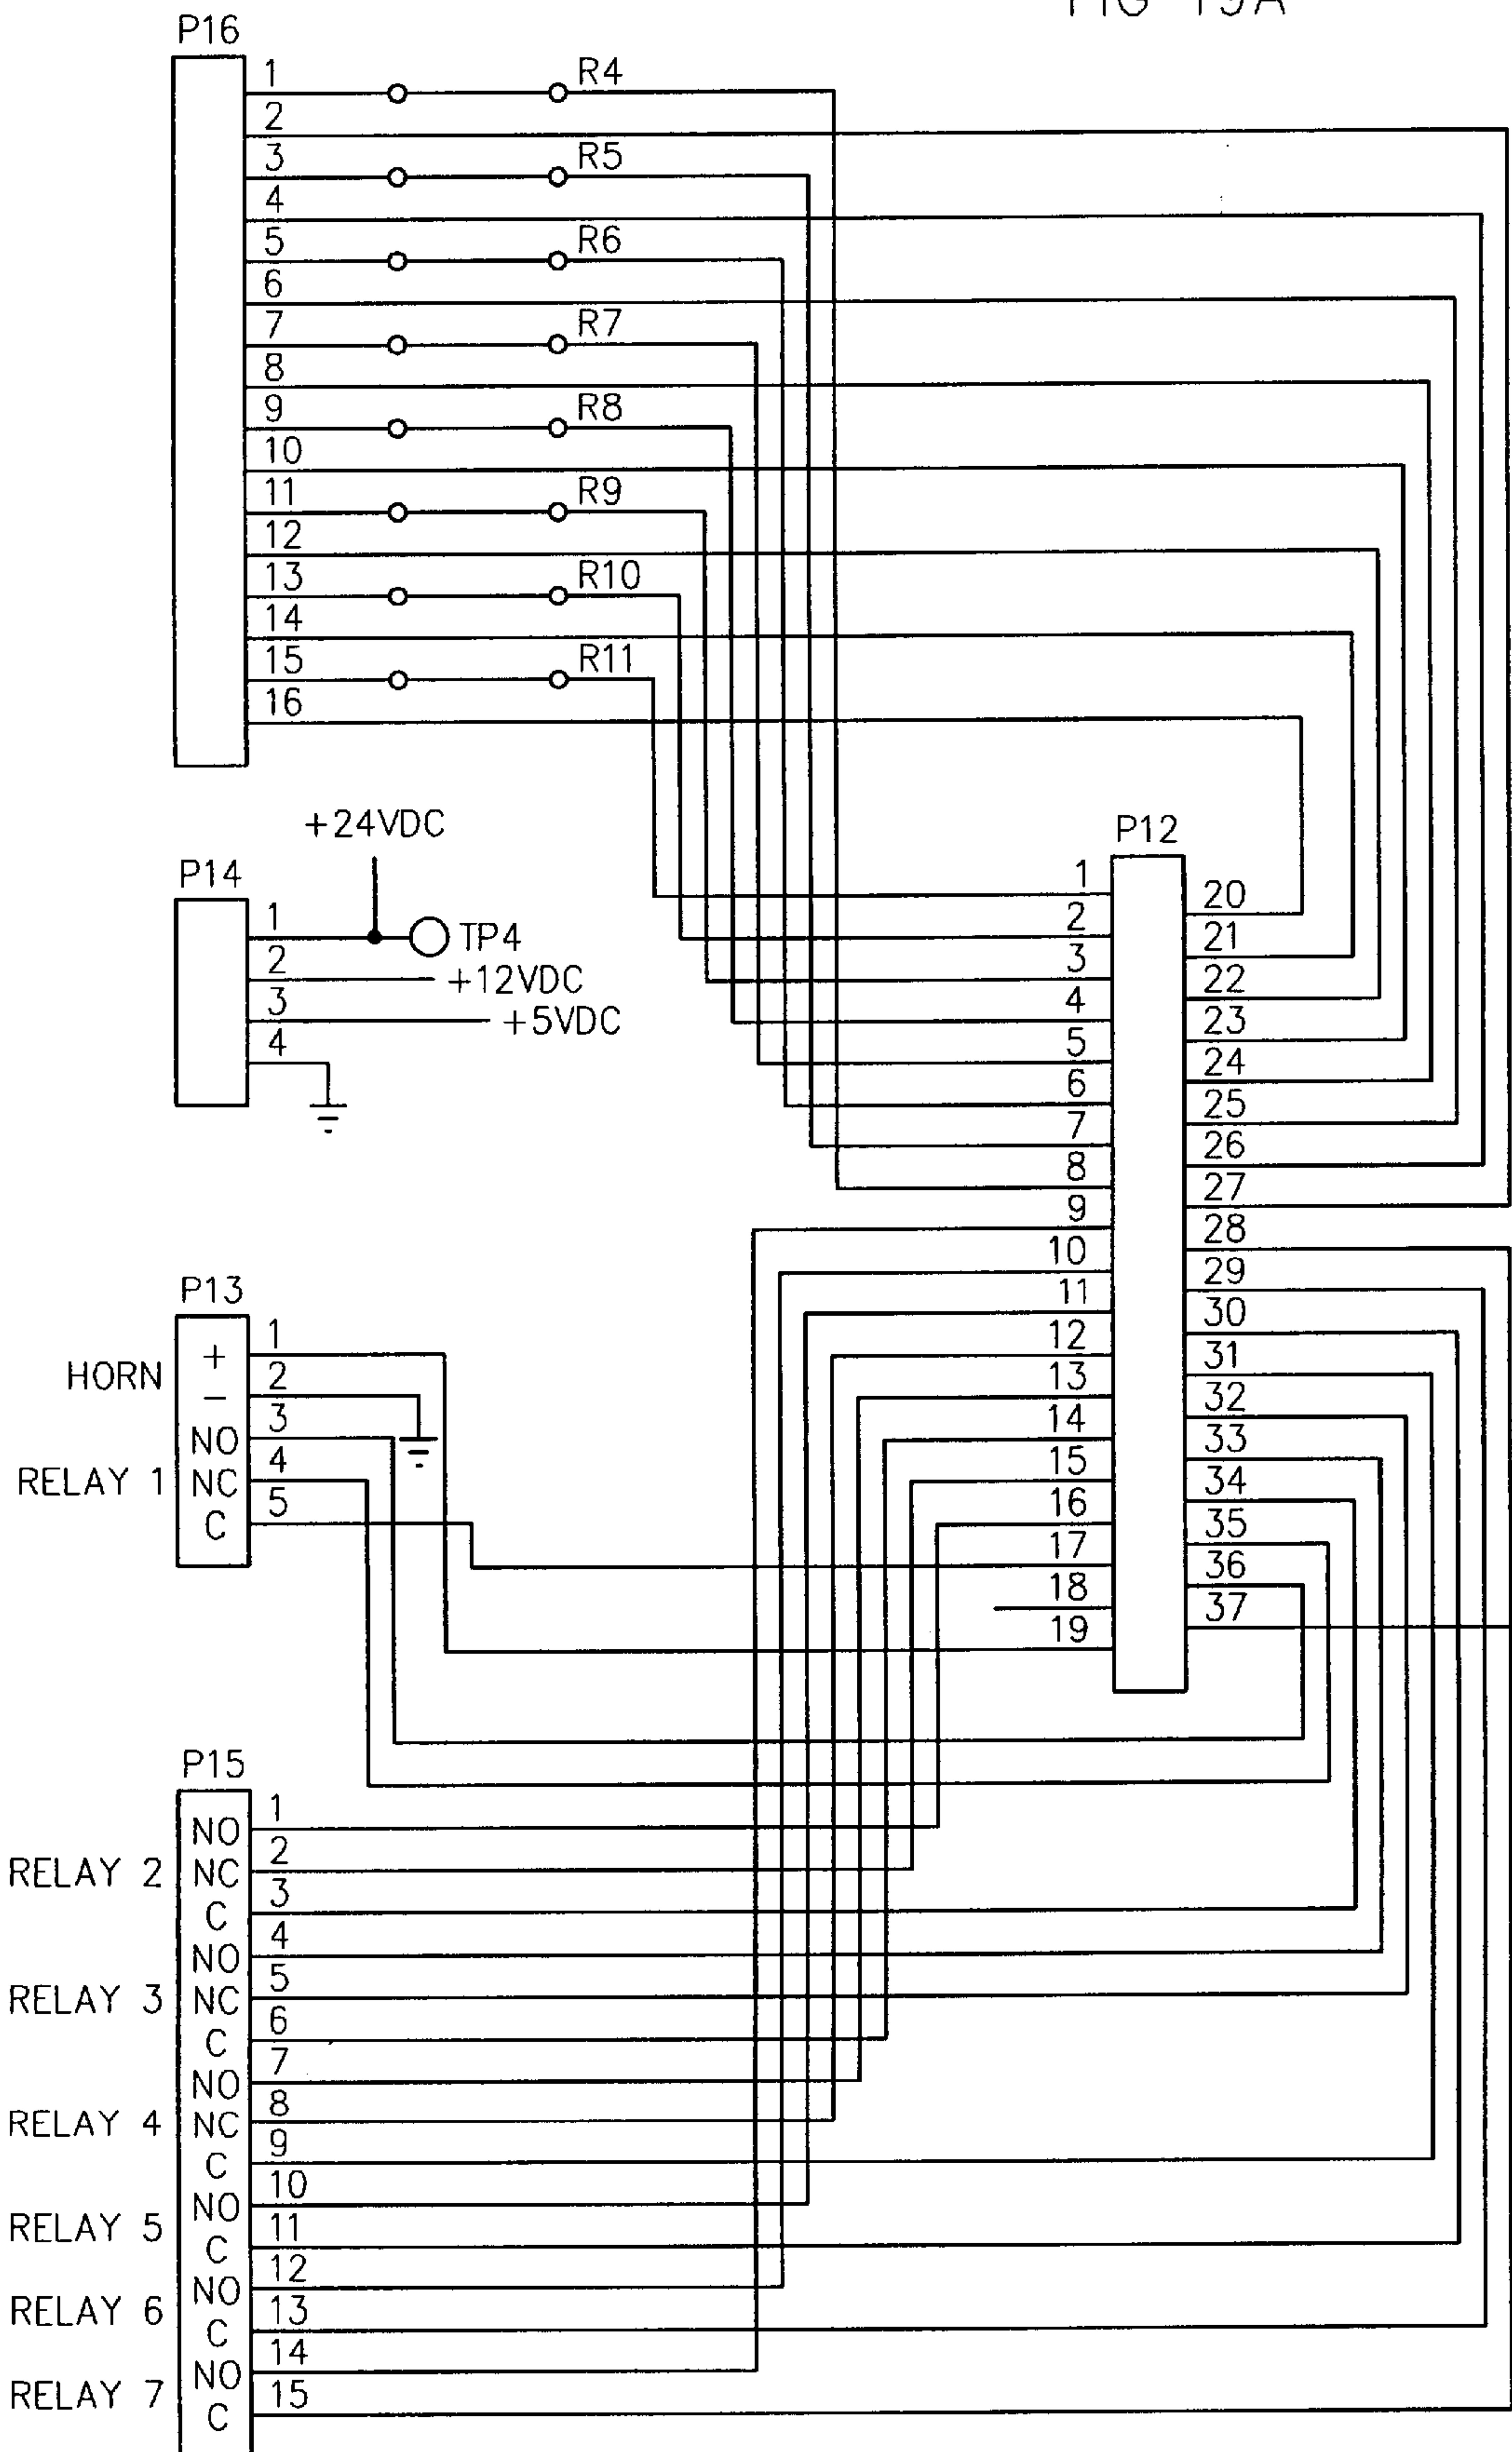 FIG 19A
P16
1
R4
2
3
R5
4
5
R6
6
7
R7
8
9
R8
10
11
R9
12
13
R10
14
15
R11
16
+24VDC
P14
1
TP4
2
+12VDC
3
+5VDC
4
P12
1
2
3
4
5
6
7
8
9
10
11
12
13
14
15
16
17
18
19
20
21
22
23
24
25
26
27
28
29
30
31
32
33
34
35
36
37
P13
HORN
+
1
−
2
RELAY 1
NO
3
NC
4
C
5
P15
RELAY 2
NO
1
NC
2
C
3
RELAY 3
NO
4
NC
5
C
6
RELAY 4
NO
7
NC
8
C
9
RELAY 5
NO
10
C
11
RELAY 6
NO
12
C
13
RELAY 7
NO
14
C
15